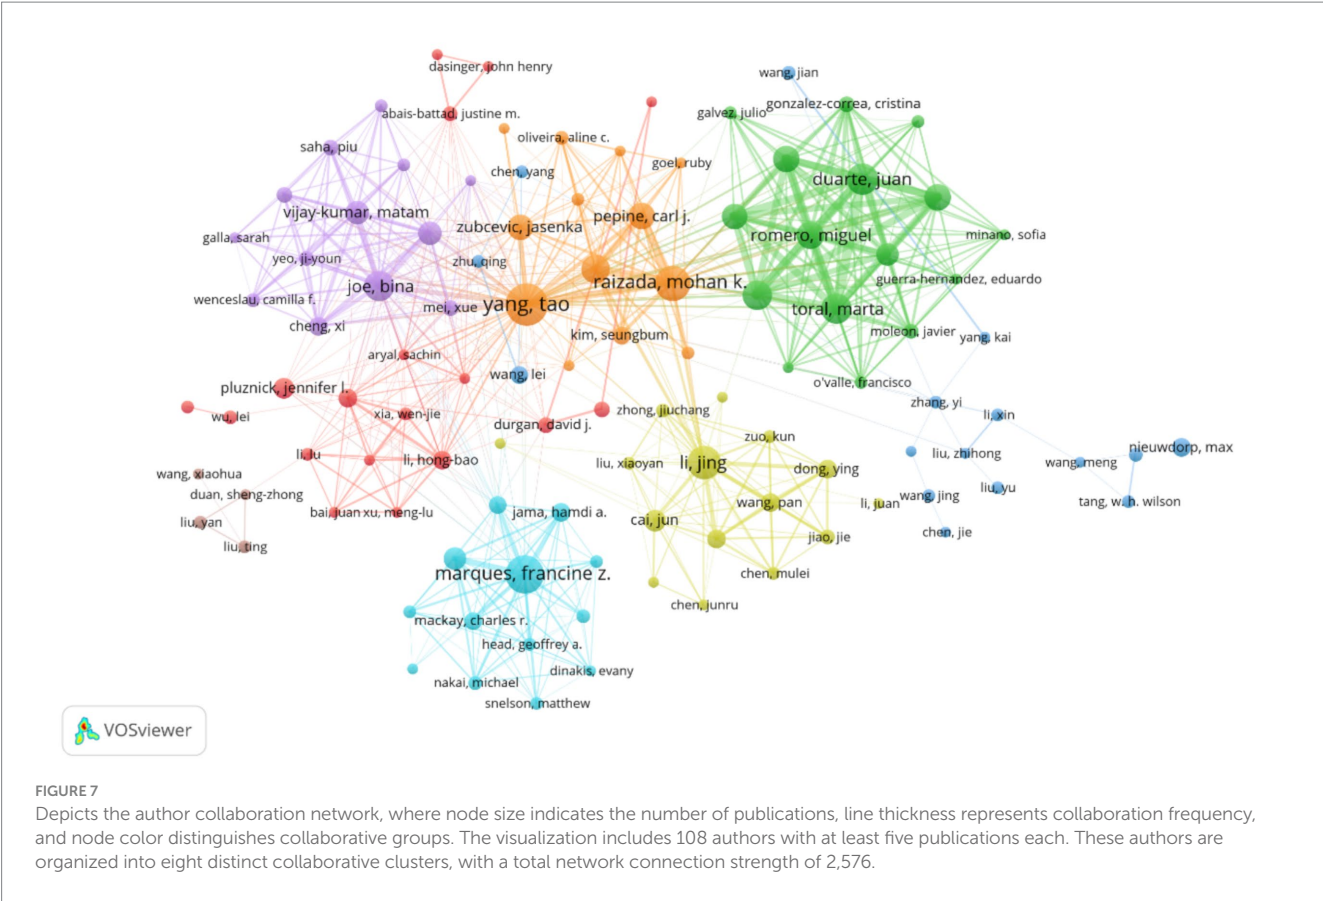 dasinger, john henry
wang, jian
abais-battad, justine m.
galvez, julio
gonzalez-correa, cristina
saha, piu
oliveira, aline c.
chen, yang
goel, ruby
duarte, juan
vijay-kumar, matam
zubcevic, jasenka
pepine, carl j.
romero, miguel
minano, sofia
galla, sarah
yeo, ji-youn
zhu, qing
raizada, mohan k.
guerra-hernandez, eduardo
joe, bina
wenceslau, camilla f.
mei, xue
yang, tao
toral, marta
cheng, xi
kim, seungbum
moleon, javier
yang, kai
aryal, sachin
wang, lei
o'valle, francisco
pluznick, jennifer l.
zhang, yi
wu, lei
xia, wen-jie
durgan, david j.
zhong, jiuchang
li, xin
zuo, kun
li, lu
li, hong-bao
liu, xiaoyan
li, jing
dong, ying
liu, zhihong
wang, meng
nieuwdorp, max
wang, xiaohua
duan, sheng-zhong
liu, yu
wang, jing
tang, w. h. wilson
wang, pan
li, juan
bai, juan
xu, meng-lu
jama, hamdi a.
liu, yan
cai, jun
jiao, jie
chen, jie
liu, ting
marques, francine z.
chen, mulei
chen, junru
mackay, charles r.
head, geoffrey a.
dinakis, evany
nakai, michael
snelson, matthew
VOSviewer
FIGURE 7
Depicts the author collaboration network, where node size indicates the number of publications, line thickness represents collaboration frequency,
and node color distinguishes collaborative groups. The visualization includes 108 authors with at least five publications each. These authors are
organized into eight distinct collaborative clusters, with a total network connection strength of 2,576.